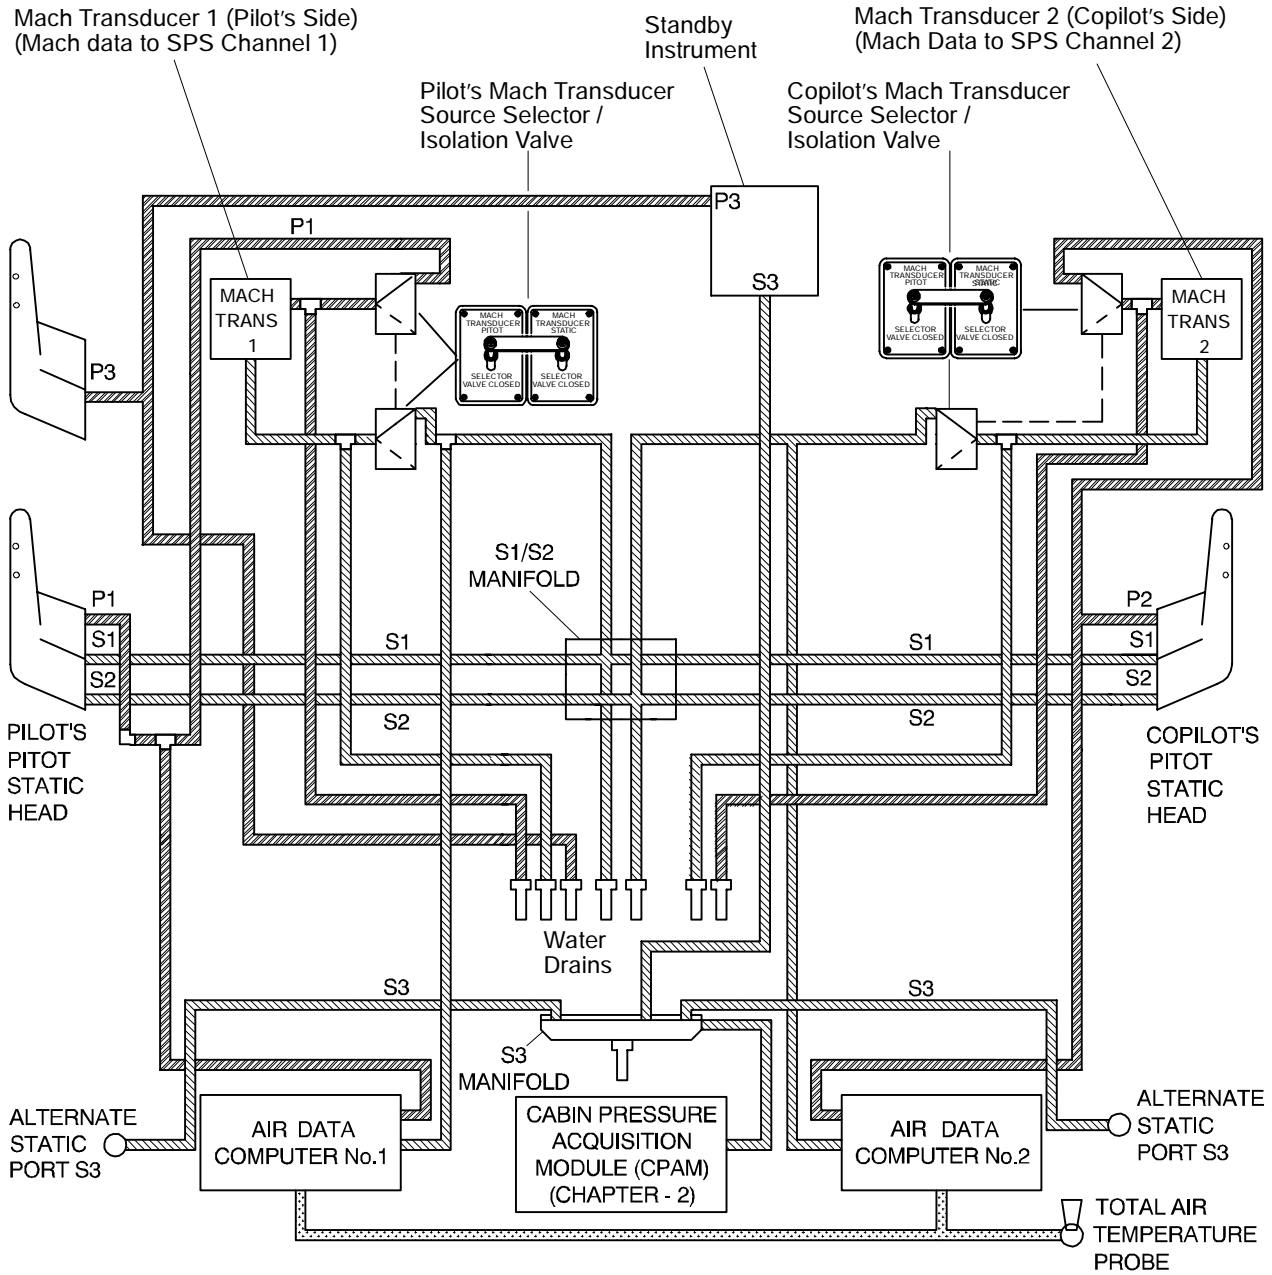 Mach Transducer 1 (Pilot's Side)
(Mach data to SPS Channel 1)
Standby
Instrument
Mach Transducer 2 (Copilot's Side)
(Mach Data to SPS Channel 2)
Pilot's Mach Transducer
Source Selector /
Isolation Valve
Copilot's Mach Transducer
Source Selector /
Isolation Valve
P3
S3
P1
MACH
TRANS
1
MACH
TRANSDUCER
PITOT
SELECTOR
VALVE CLOSED
MACH
TRANSDUCER
STATIC
SELECTOR
VALVE CLOSED
MACH
TRANSDUCER
PITOT
SELECTOR
VALVE CLOSED
MACH
TRANSDUCER
STATIC
SELECTOR
VALVE CLOSED
MACH
TRANS
2
P3
S1/S2
MANIFOLD
P1
S1
S2
S1
S2
S1
S2
P2
S1
S2
PILOT'S
PITOT
STATIC
HEAD
COPILOT'S
PITOT
STATIC
HEAD
Water
Drains
S3
S3
S3
MANIFOLD
ALTERNATE
STATIC
PORT S3
AIR DATA
COMPUTER No.1
CABIN PRESSURE
ACQUISITION
MODULE (CPAM)
(CHAPTER - 2)
AIR DATA
COMPUTER No.2
ALTERNATE
STATIC
PORT S3
TOTAL AIR
TEMPERATURE
PROBE